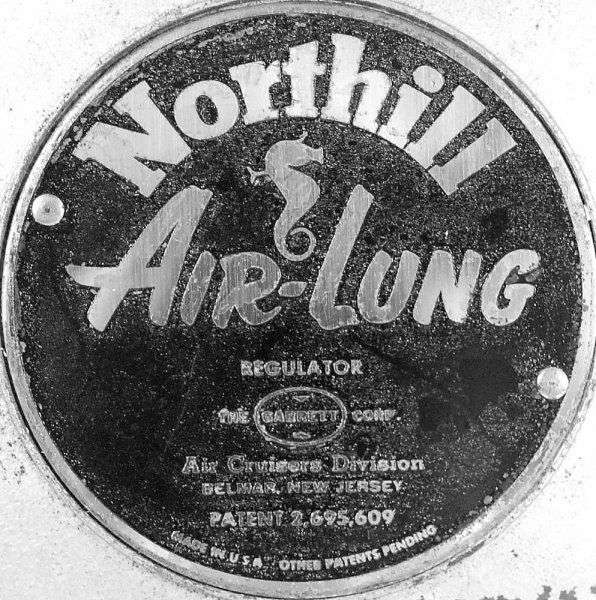 Northill
AIR-LUNG
REGULATOR
THE GARRETT CORP.
Air Cruisers Division
BELMAR, NEW JERSEY
PATENT 2,695,609
MADE IN U.S.A. OTHER PATENTS PENDING